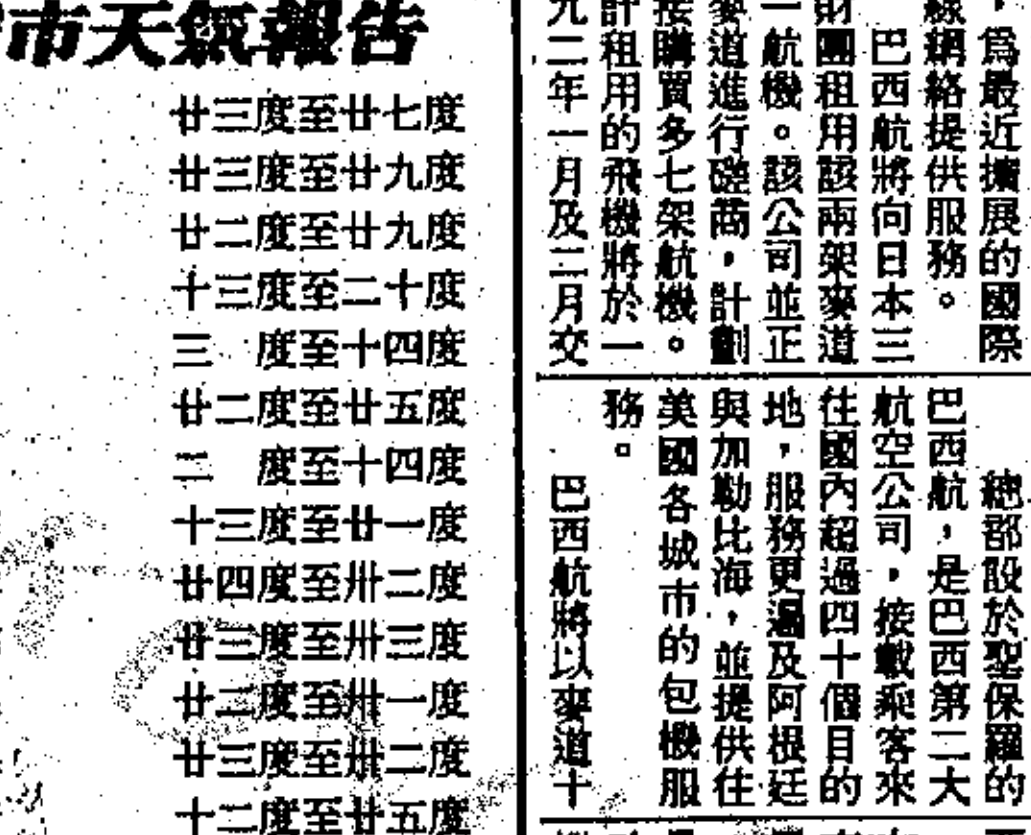 市天氣報告
廿三度至廿七度
廿三度至廿九度
廿二度至廿九度
十三度至二十度
三 度至十四度
廿二度至廿五度
二 度至十四度
十三度至廿一度
廿四度至卅二度
廿三度至卅三度
廿二度至卅一度
廿三度至卅二度
十二度至廿五度
,爲最近擴展的國際
線網絡提供服務。
巴西航將向日本三
財團租用該兩架麥道
一航機。該公司並正
麥道進行磋商,計劃
接購買多七架航機。
計租用的飛機將於一
九二年一月及二月交
總部設於聖保羅的
巴西航,是巴西第二大
航空公司,接載乘客來
往國內超過四十個目的
地,服務更遍及阿根廷
與加勒比海,並提供往
美國各城市的包機服
務。
巴西航將以麥道十